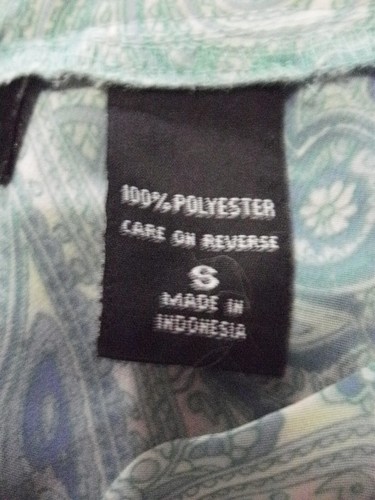 100% POLYESTER
CARE ON REVERSE
S
MADE IN
INDONESIA